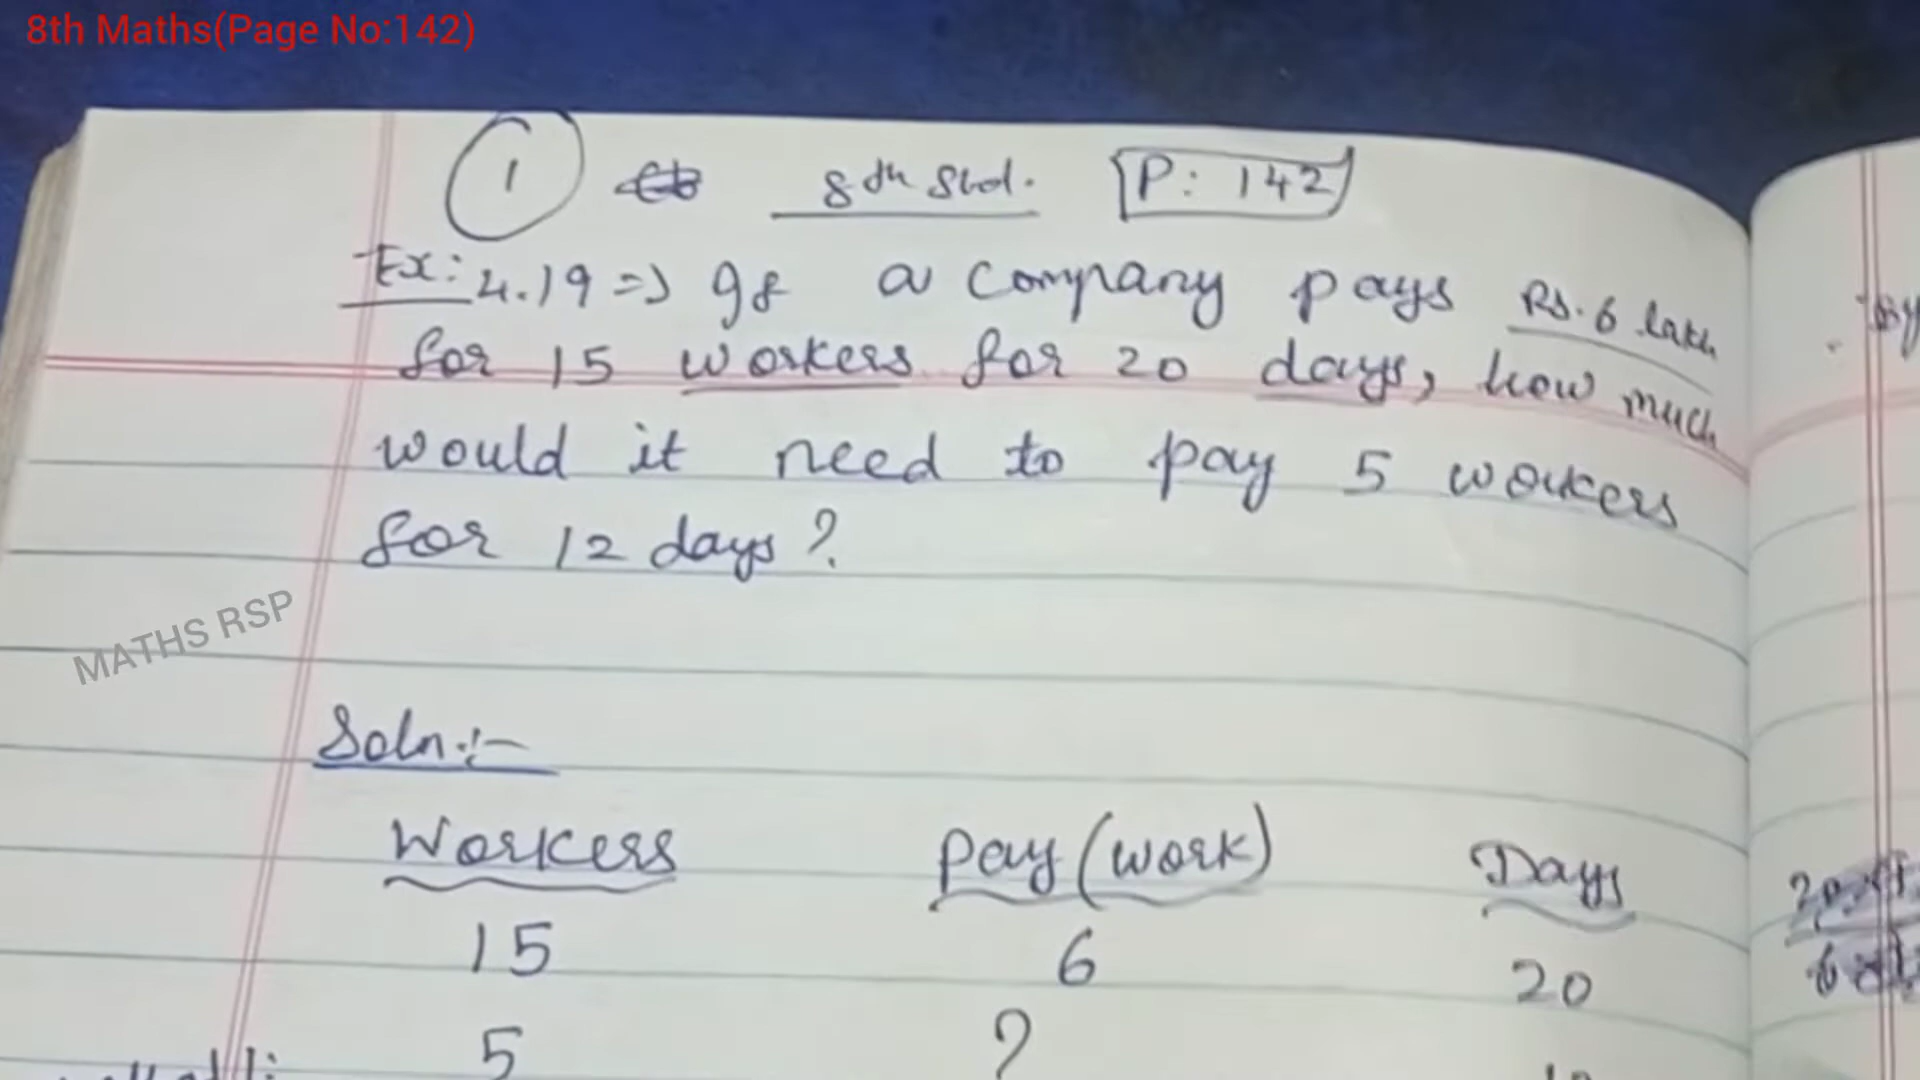 8th Maths(Page No:142)
1 8th Std. P: 142
Ex: 4.19 => If a company pays Rs. 6 lakh
for 15 workers for 20 days, how much
would it need to pay 5 workers
for 12 days?
MATHS RSP
Soln:-
Workers Pay (work) Days
15 6 20
5 ?